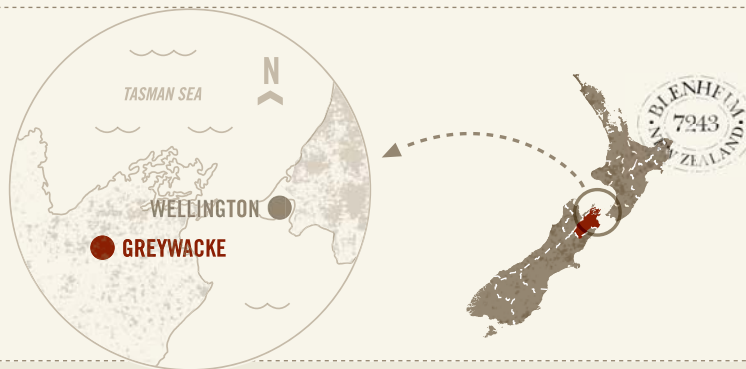 N
TASMAN SEA
WELLINGTON
GREYWACKE
BLENHEIM
7243
NEW ZEALAND